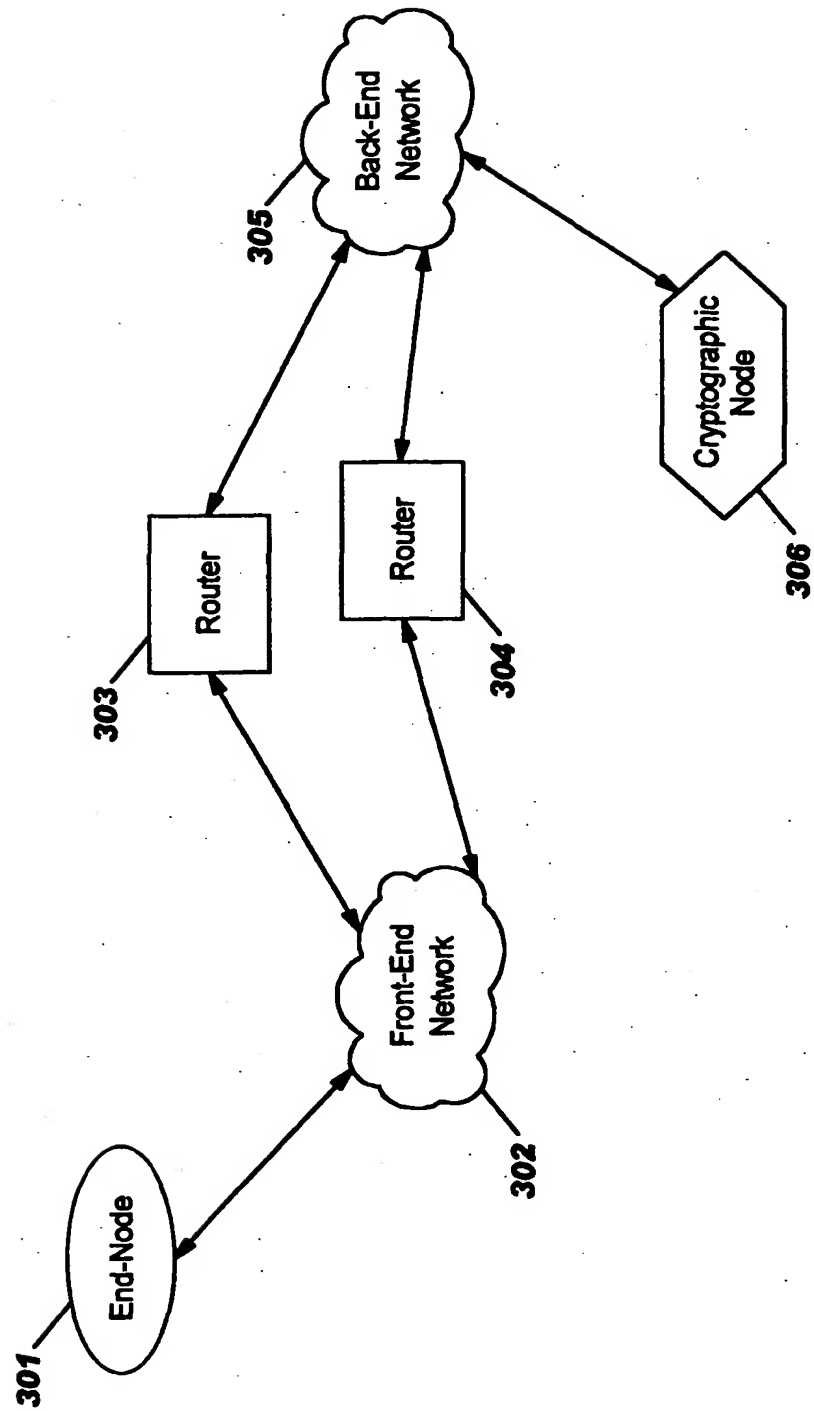 301
End-Node
302
Front-End
Network
303
Router
304
Router
305
Back-End
Network
306
Cryptographic
Node